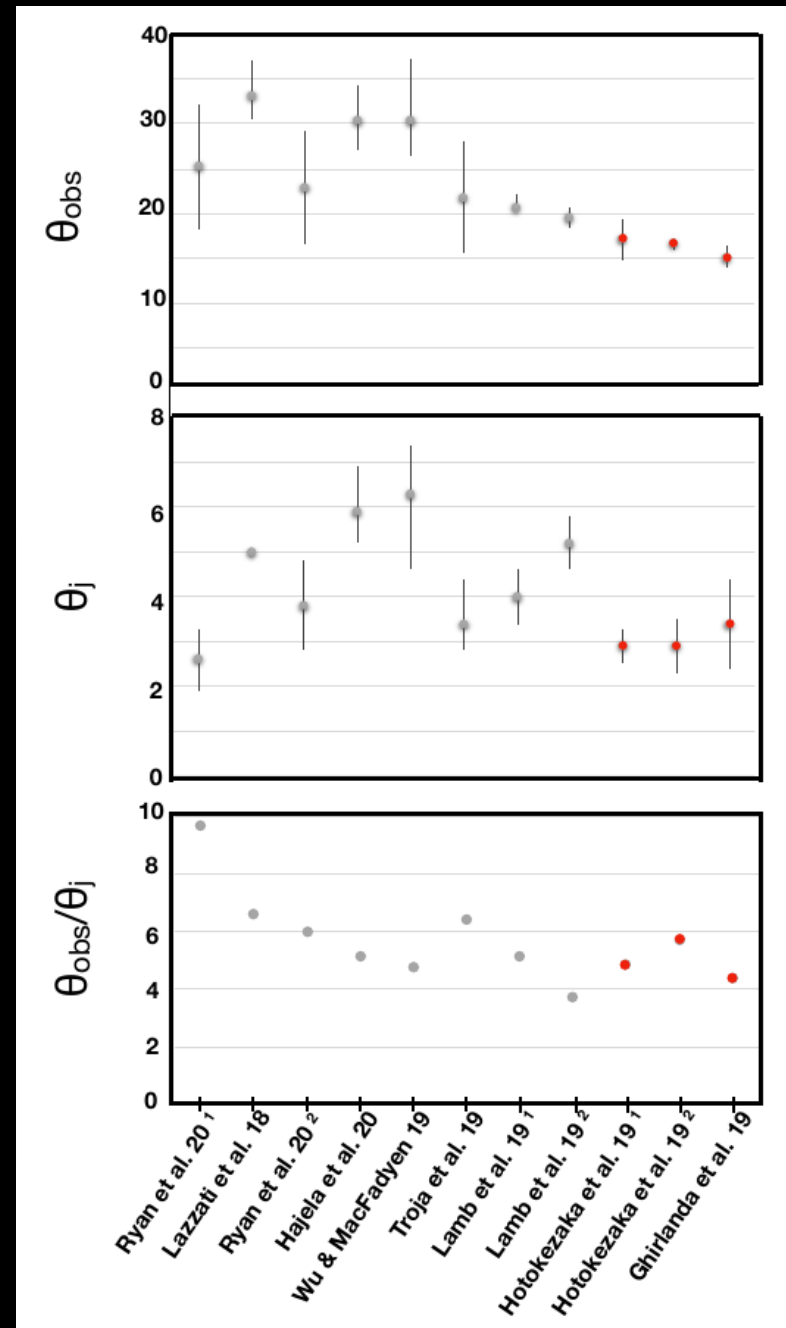 40
30
20
10
0
θobs
8
6
4
2
0
θj
10
8
6
4
2
0
θobs/θj
Ryan et al. 20 1
Lazzati et al. 18
Ryan et al. 20 2
Hajela et al. 20
Wu & MacFadyen 19
Troja et al. 19
Lamb et al. 19 1
Lamb et al. 19 2
Hotokezaka et al. 19 1
Hotokezaka et al. 19 2
Ghirlanda et al. 19